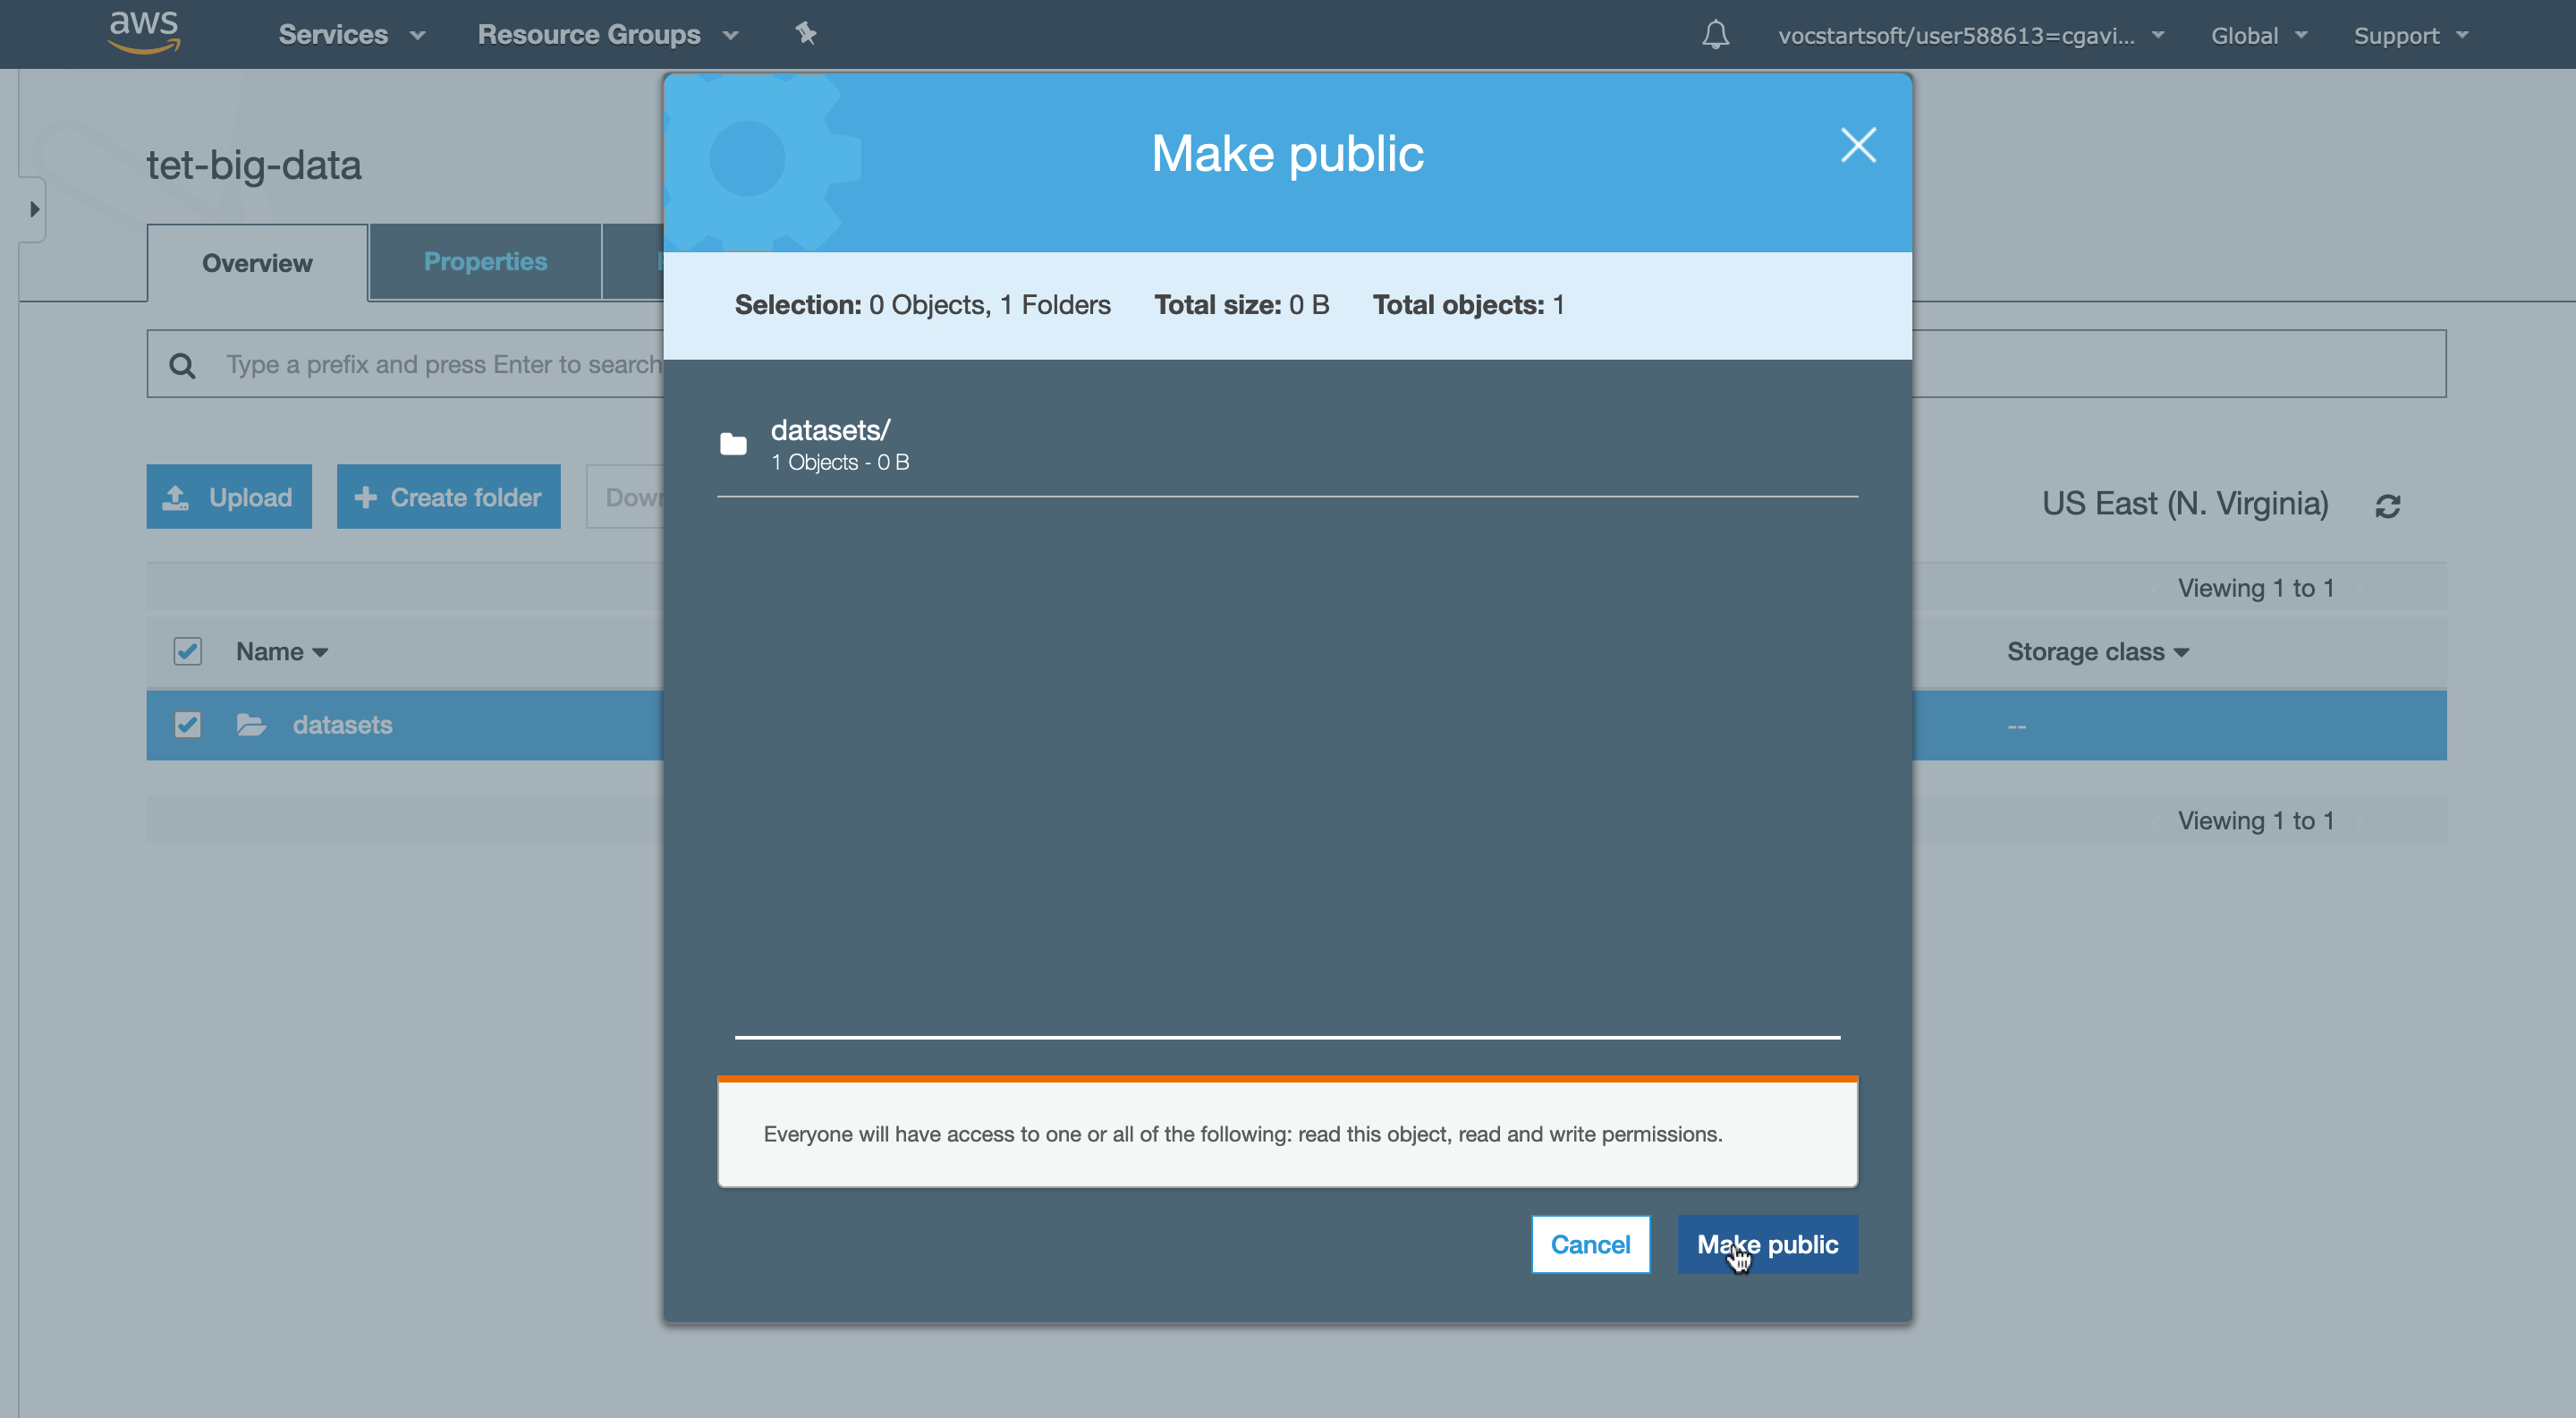 aws Services Resource Groups vocstartsoft/user588613=cgavi... Global Support
Make public
tet-big-data
Overview Properties
Selection: 0 Objects, 1 Folders Total size: 0 B Total objects: 1
Type a prefix and press Enter to search
datasets/
1 Objects - 0 B
Upload Create folder US East (N. Virginia)
Viewing 1 to 1
Name Storage class
datasets --
Viewing 1 to 1
Everyone will have access to one or all of the following: read this object, read and write permissions.
Cancel Make public